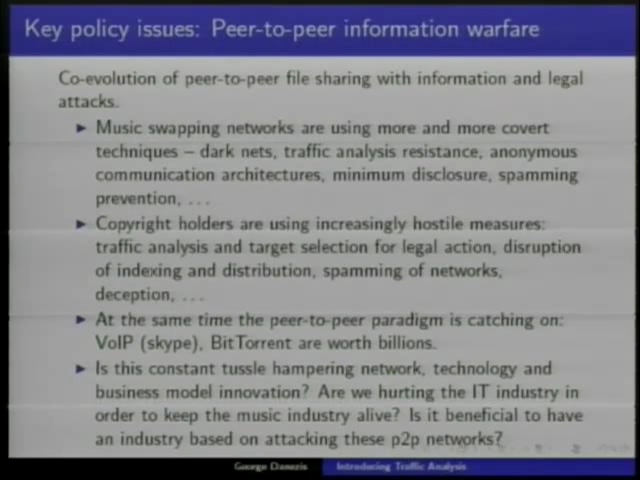 Key policy issues: Peer-to-peer information warfare
Co-evolution of peer-to-peer file sharing with information and legal
attacks.
▶ Music swapping networks are using more and more covert
techniques – dark nets, traffic analysis resistance, anonymous
communication architectures, minimum disclosure, spamming
prevention, ...
▶ Copyright holders are using increasingly hostile measures:
traffic analysis and target selection for legal action, disruption
of indexing and distribution, spamming of networks,
deception, ...
▶ At the same time the peer-to-peer paradigm is catching on:
VoIP (skype), BitTorrent are worth billions.
▶ Is this constant tussle hampering network, technology and
business model innovation? Are we hurting the IT industry in
order to keep the music industry alive? Is it beneficial to have
an industry based on attacking these p2p networks?
George Danezis
Introducing Traffic Analysis